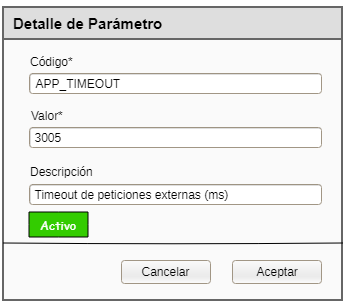 Detalle de Parámetro
Código*
APP_TIMEOUT
Valor*
3005
Descripción
Timeout de peticiones externas (ms)
Activo
Cancelar
Aceptar